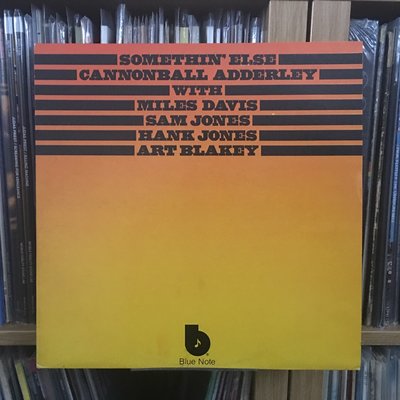 SOMETHIN' ELSE
CANNONBALL ADDERLEY
WITH
MILES DAVIS
SAM JONES
HANK JONES
ART BLAKEY
b
Blue Note